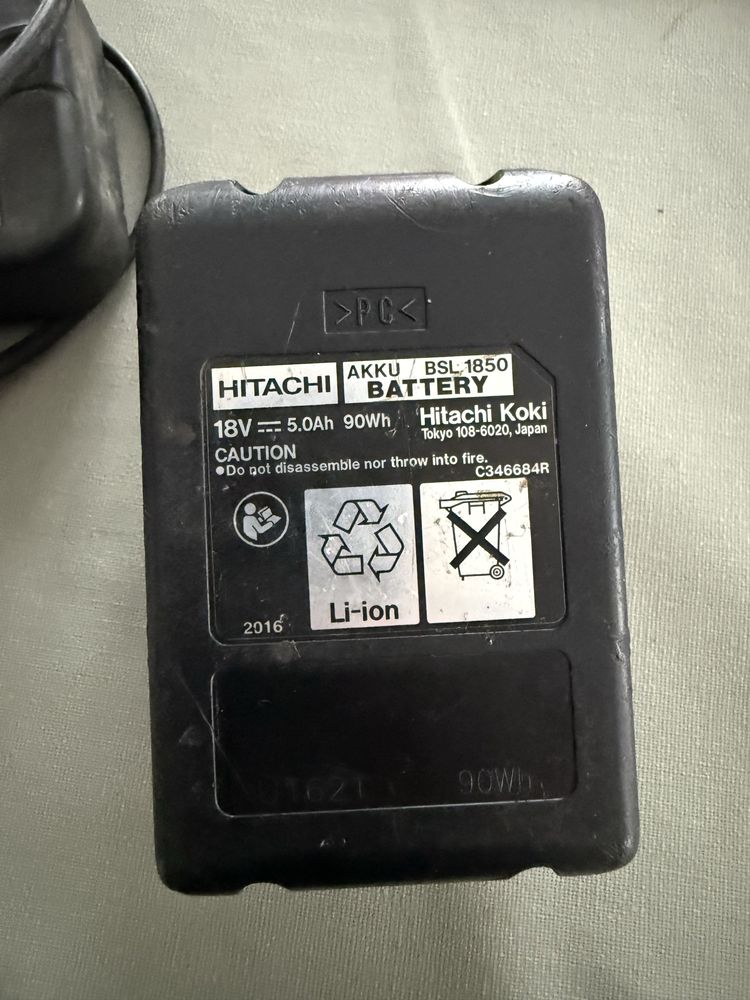 >PC<
HITACHI
AKKU BSL 1850
BATTERY
18V 5.0Ah 90Wh
Hitachi Koki
Tokyo 108-6020, Japan
CAUTION
●Do not disassemble nor throw into fire.
C346684R
Li-ion
2016
90Wh